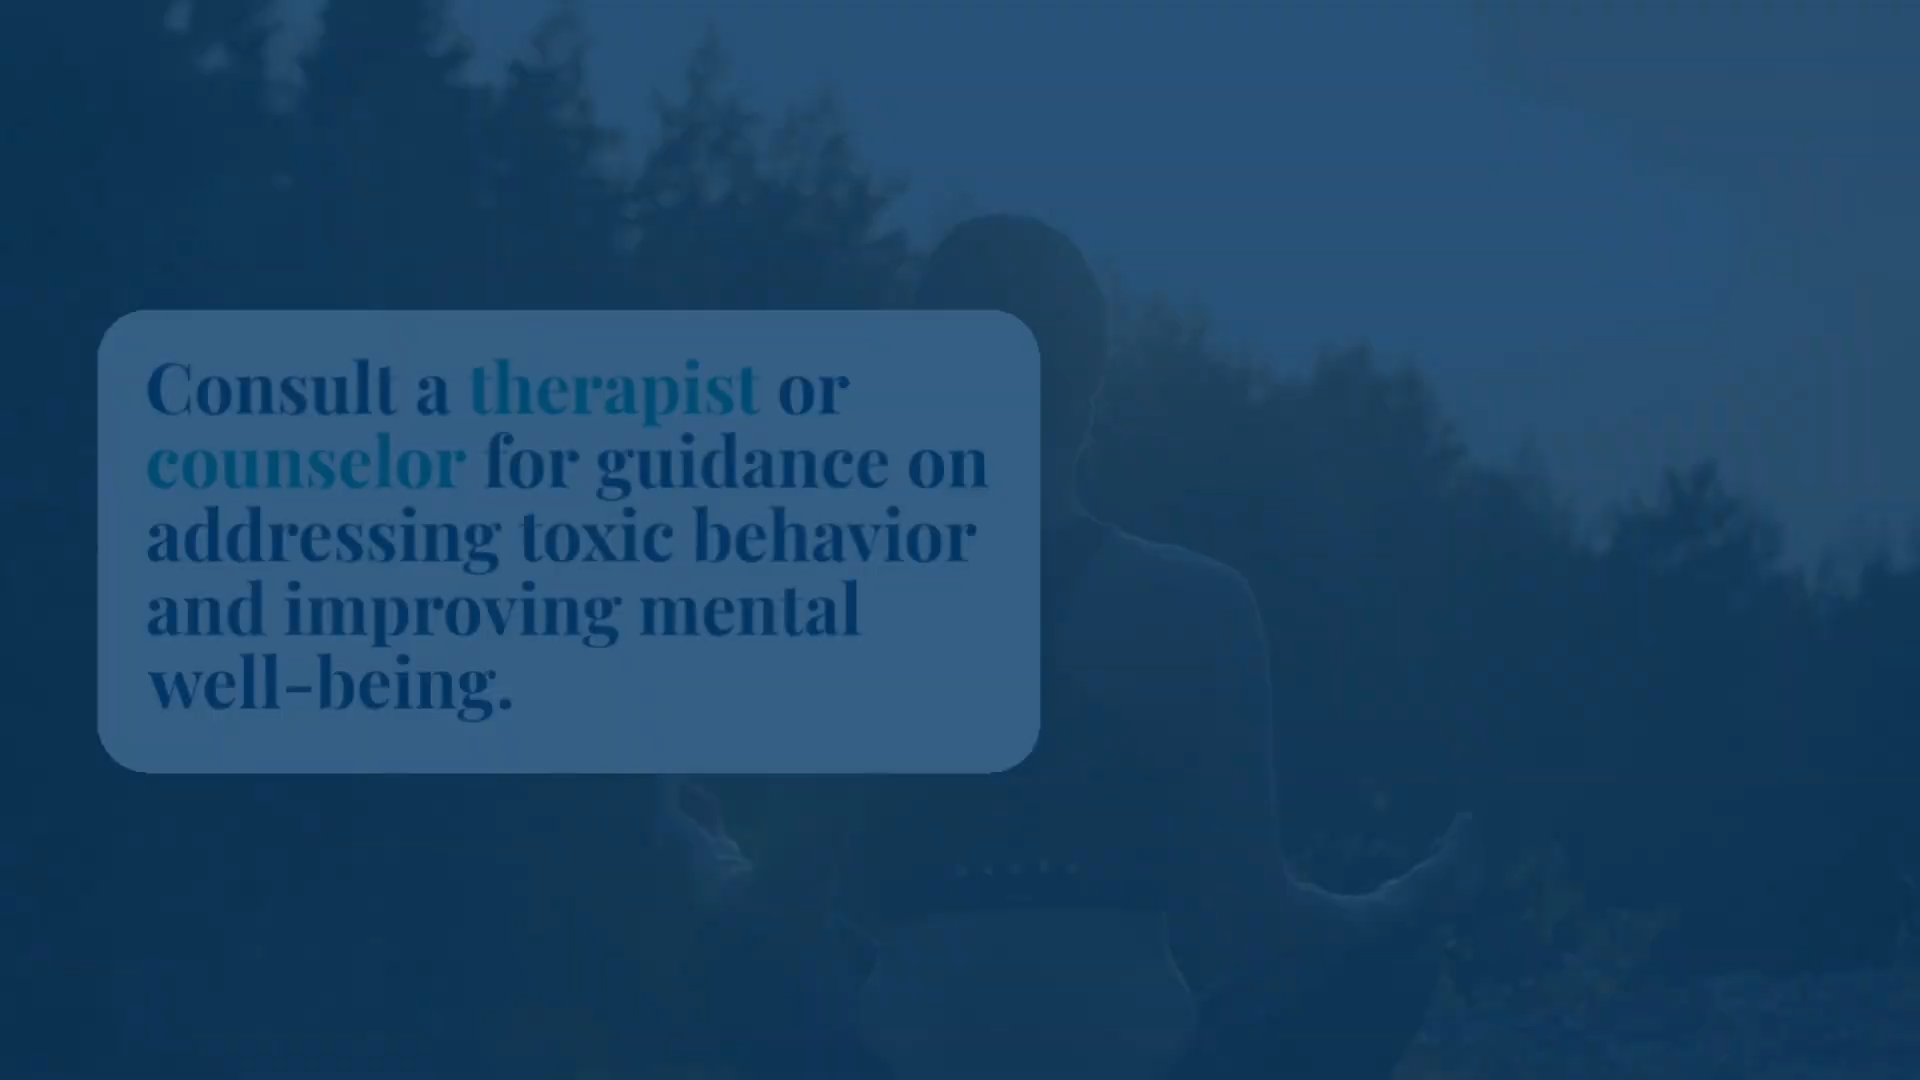 Consult a therapist or
counselor for guidance on
addressing toxic behavior
and improving mental
well-being.